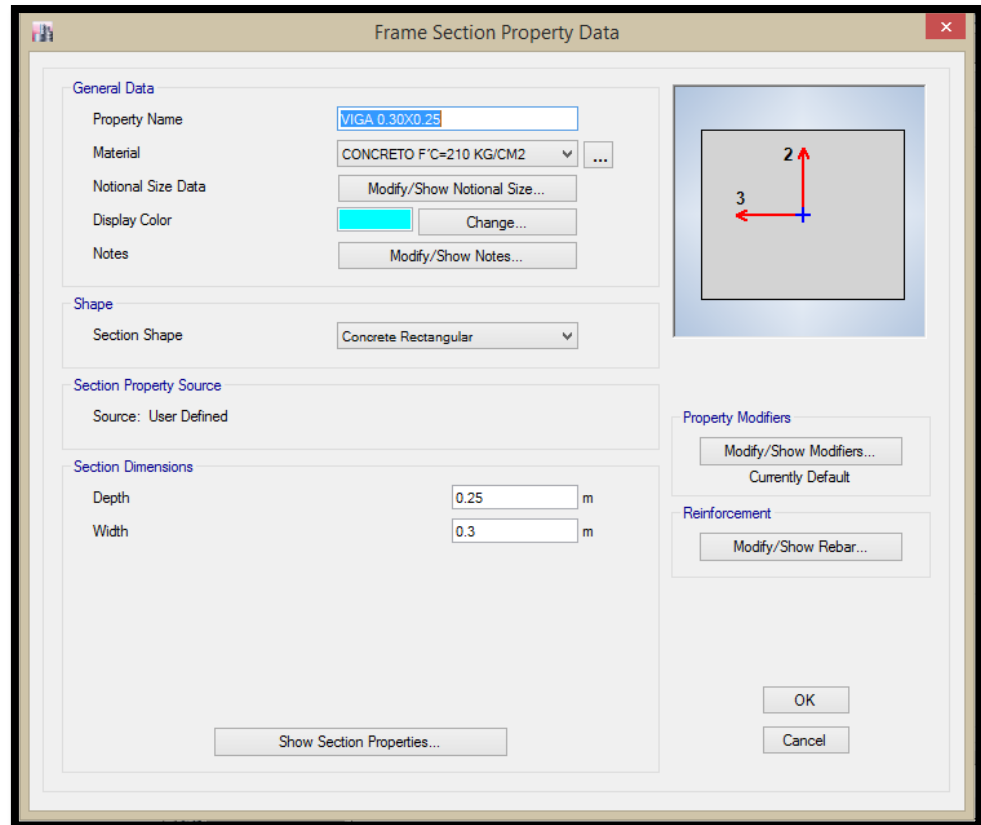 Frame Section Property Data
General Data
Property Name VIGA 0.30X0.25
Material CONCRETO F'C=210 KG/CM2 ...
Notional Size Data Modify/Show Notional Size...
Display Color Change...
Notes Modify/Show Notes...
2
3
Shape
Section Shape Concrete Rectangular
Section Property Source
Source: User Defined
Property Modifiers
Modify/Show Modifiers...
Currently Default
Section Dimensions
Depth 0.25 m
Width 0.3 m
Reinforcement
Modify/Show Rebar...
Show Section Properties...
OK
Cancel